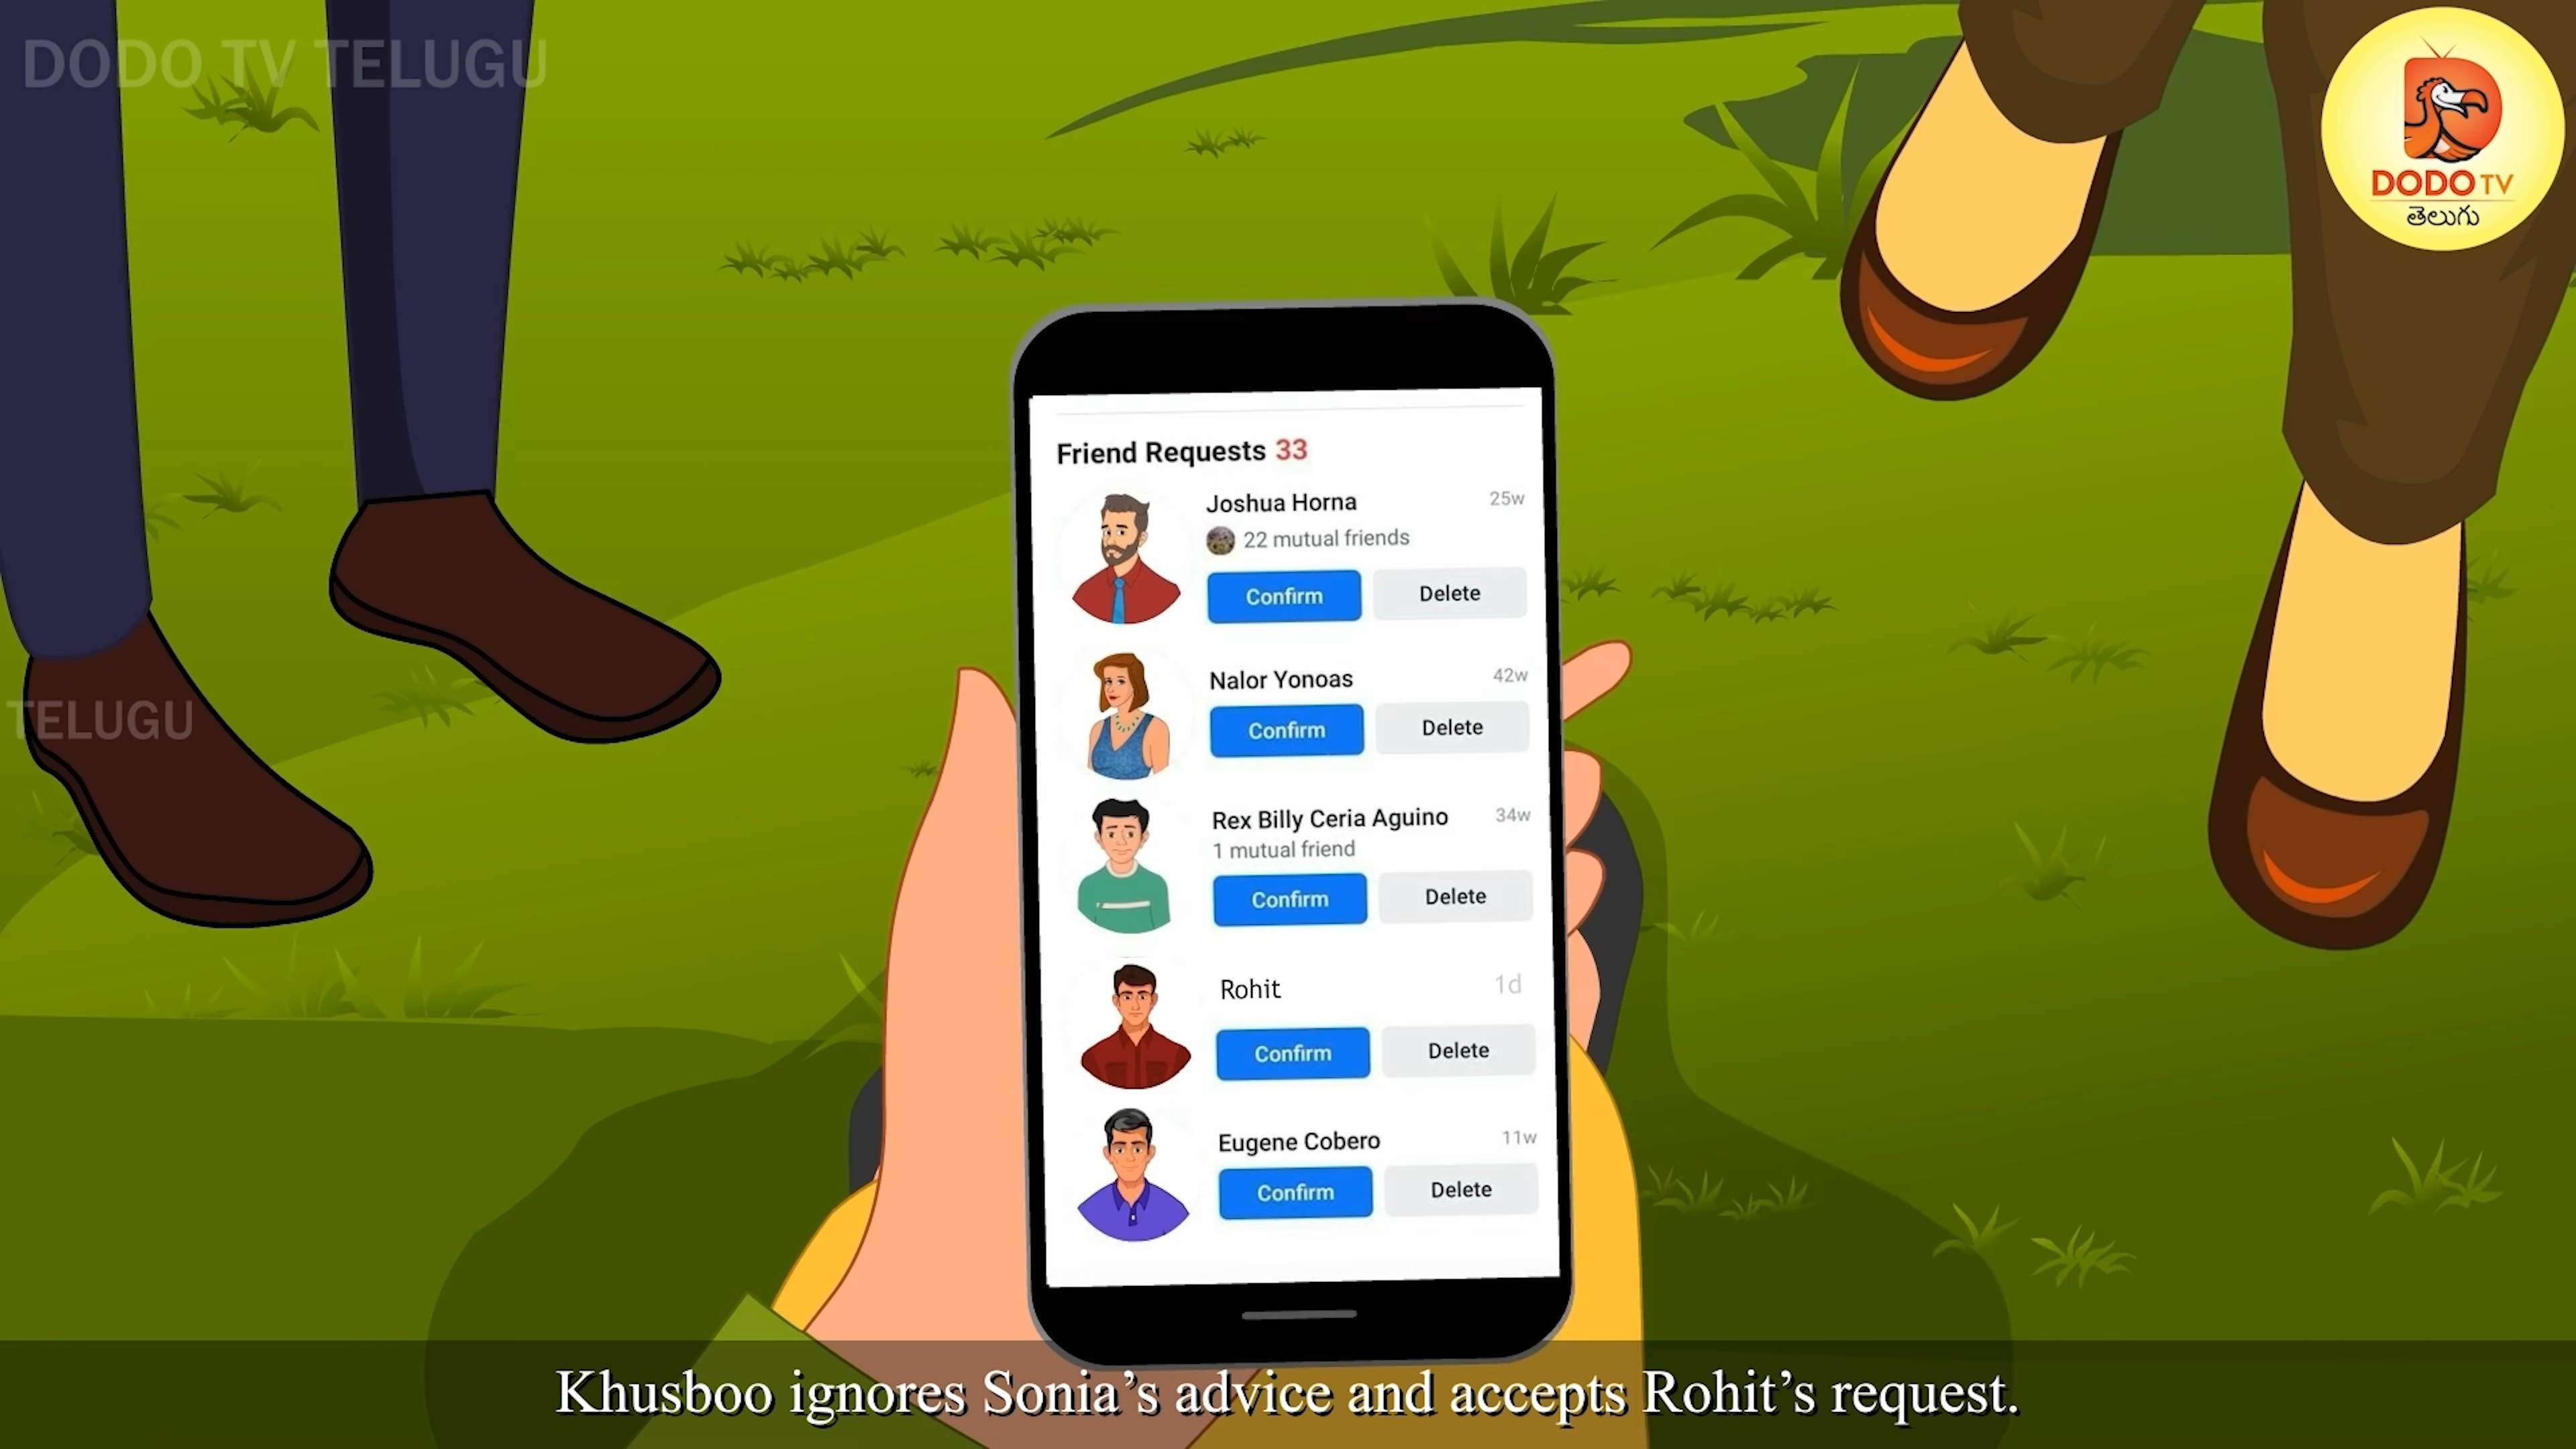 DODO TV TELUGU
DODO TV
తెలుగు
Friend Requests 33
Joshua Horna 25w
22 mutual friends
Confirm Delete
Nalor Yonoas 42w
Confirm Delete
Rex Billy Ceria Aguino 34w
1 mutual friend
Confirm Delete
TELUGU
Rohit 1d
Confirm Delete
Eugene Cobero 11w
Confirm Delete
Khusboo ignores Sonia’s advice and accepts Rohit’s request.